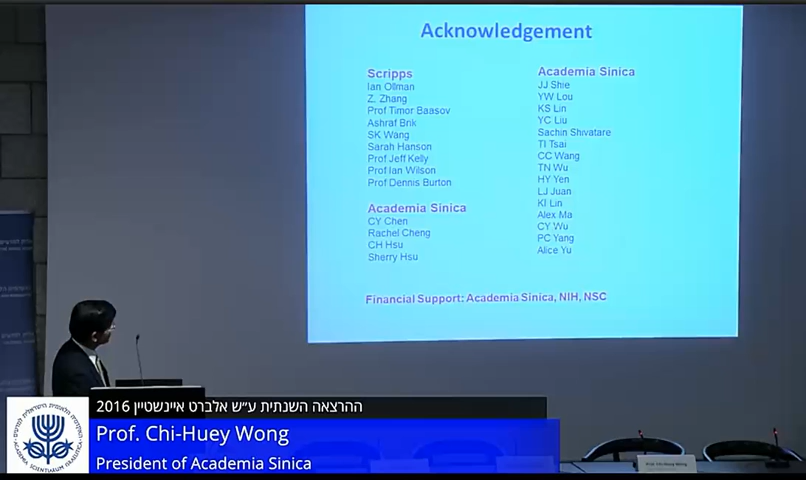 Acknowledgement
Scripps
Ian Ollman
Z. Zhang
Prof Timor Baasov
Ashraf Brik
SK Wang
Sarah Hanson
Prof Jeff Kelly
Prof Ian Wilson
Prof Dennis Burton
Academia Sinica
CY Chen
Rachel Cheng
CH Hsu
Sherry Hsu
Academia Sinica
JJ Shie
YW Lou
KS Lin
YC Liu
Sachin Shivatare
TI Tsai
CC Wang
TN Wu
HY Yen
LJ Juan
KI Lin
Alex Ma
CY Wu
PC Yang
Alice Yu
Financial Support: Academia Sinica, NIH, NSC
ההרצאה השנתית ע״ש אלברט איינשטיין 2016
Prof. Chi-Huey Wong
President of Academia Sinica